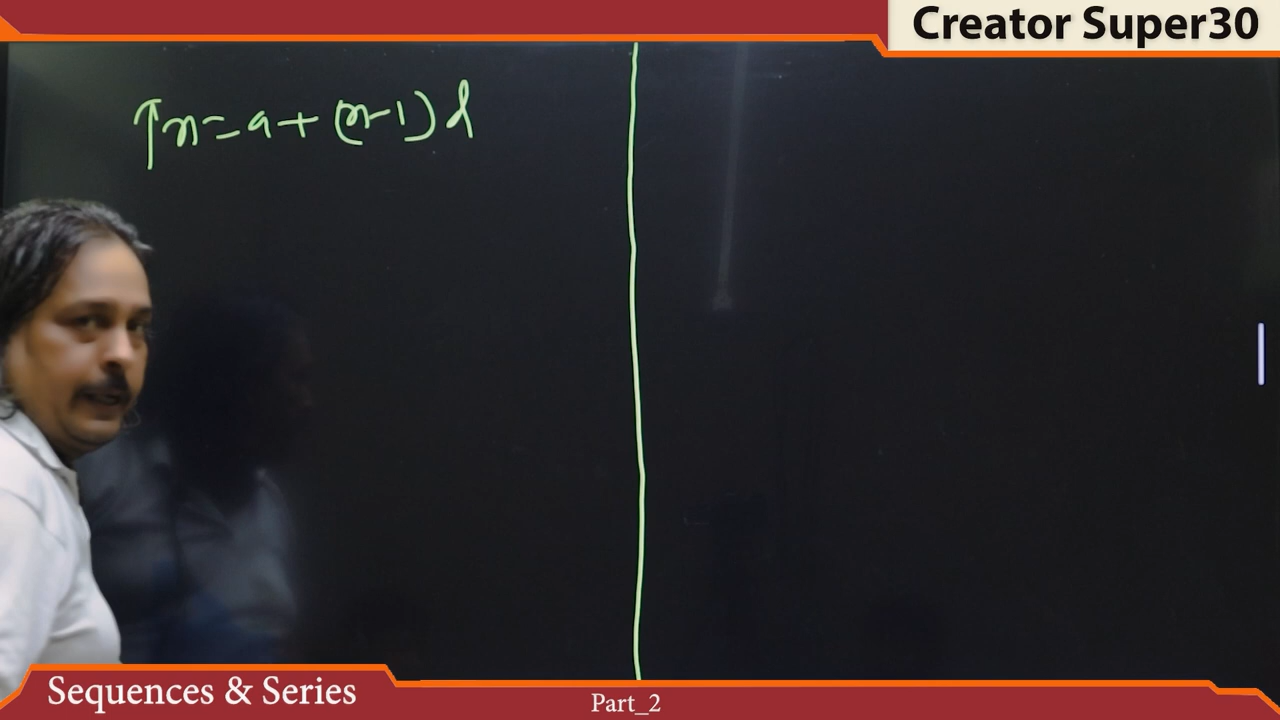 Creator Super30
Tn = a + (n-1) d
Sequences & Series
Part_2